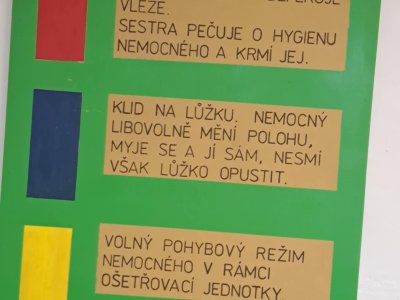 VLEŽE.
SESTRA PEČUJE O HYGIENU
NEMOCNÉHO A KRMÍ JEJ.
KLID NA LŮŽKU. NEMOCNÝ
LIBOVOLNĚ MĚNÍ POLOHU,
MYJE SE A JÍ SÁM, NESMÍ
VŠAK LŮŽKO OPUSTIT.
VOLNÝ POHYBOVÝ REŽIM
NEMOCNÉHO V RÁMCI
OŠETŘOVACÍ JEDNOTKY